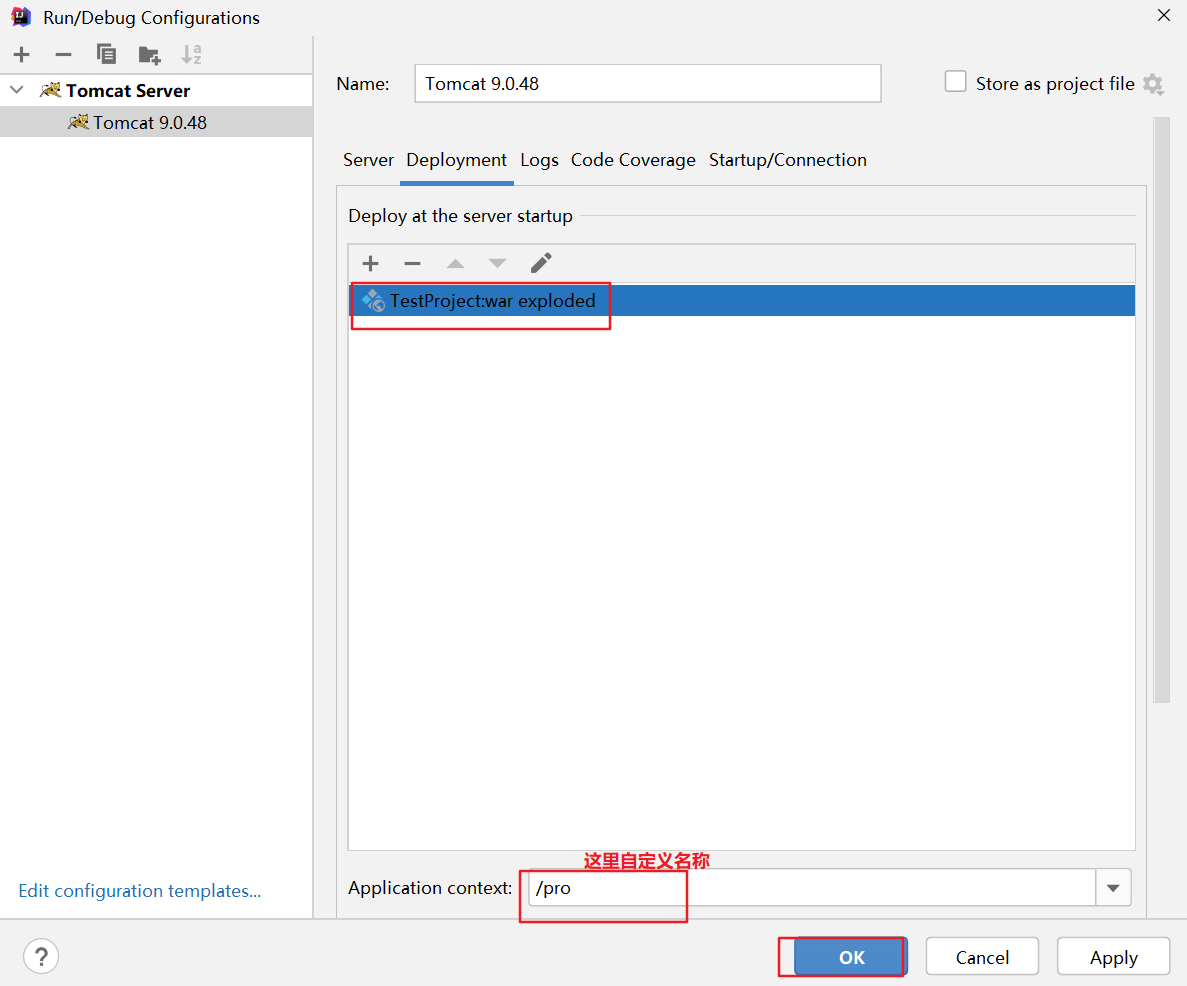 Run/Debug Configurations
Tomcat Server
Tomcat 9.0.48
Name: Tomcat 9.0.48 Store as project file
Server Deployment Logs Code Coverage Startup/Connection
Deploy at the server startup
TestProject:war exploded
这里自定义名称
Application context: /pro
Edit configuration templates...
? OK Cancel Apply